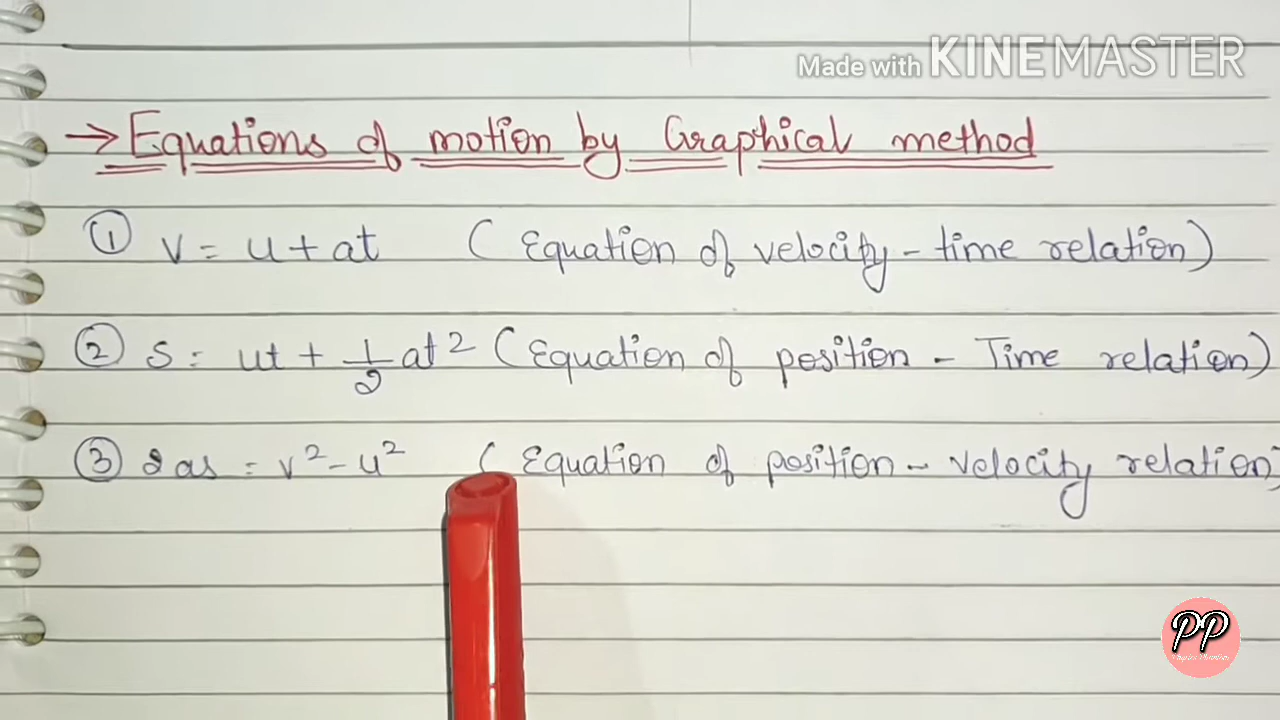 Made with KINEMASTER
→ Equations of motion by Graphical method
① v = u + at (Equation of velocity - time relation)
② s = ut + 1/2 at² (Equation of position - Time relation)
③ 2as = v² - u² (Equation of position - velocity relation)
PP